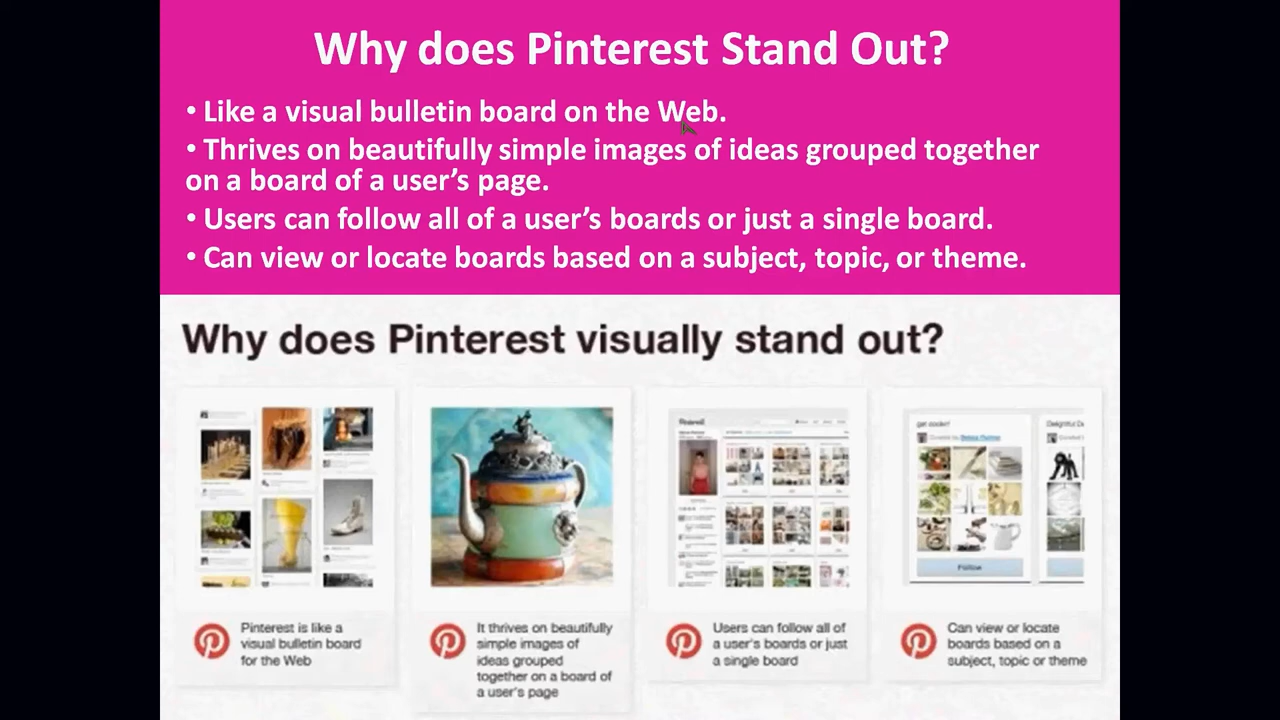 Why does Pinterest Stand Out?
• Like a visual bulletin board on the Web.
• Thrives on beautifully simple images of ideas grouped together
on a board of a user's page.
• Users can follow all of a user's boards or just a single board.
• Can view or locate boards based on a subject, topic, or theme.
Why does Pinterest visually stand out?
get cookin'
Follow
Pinterest is like a
visual bulletin board
for the Web
It thrives on beautifully
simple images of
ideas grouped
together on a board of
a user's page
Users can follow all of
a user's boards or just
a single board
Can view or locate
boards based on a
subject, topic or theme